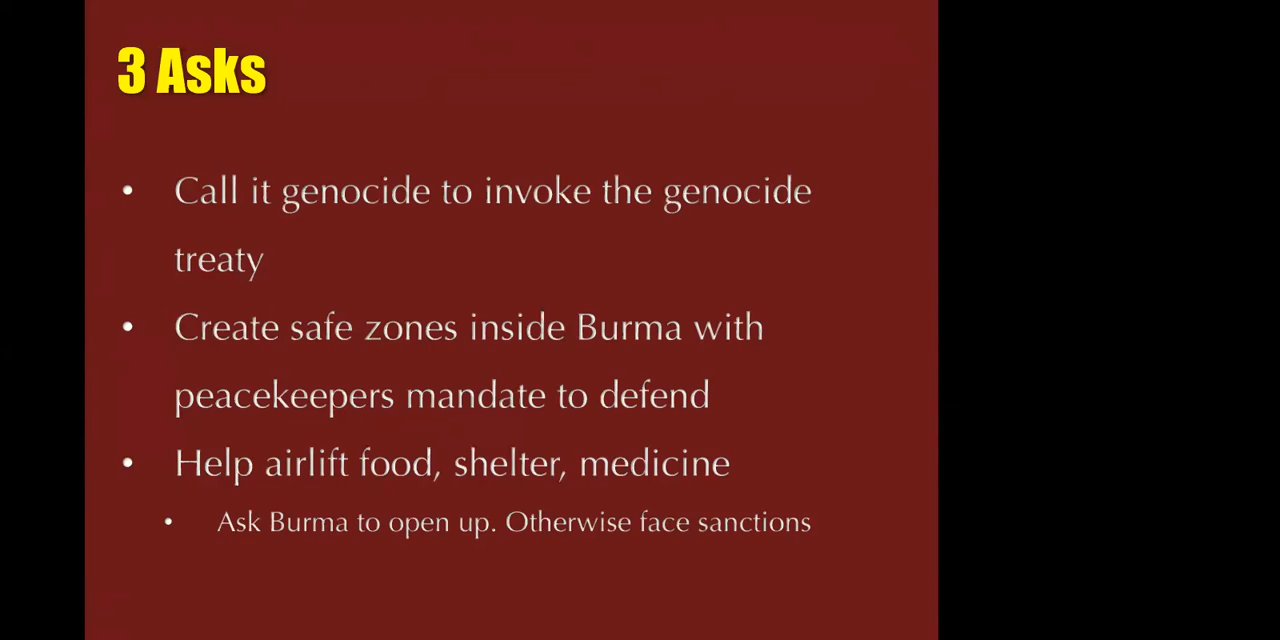 3 Asks
• Call it genocide to invoke the genocide
treaty
• Create safe zones inside Burma with
peacekeepers mandate to defend
• Help airlift food, shelter, medicine
• Ask Burma to open up. Otherwise face sanctions